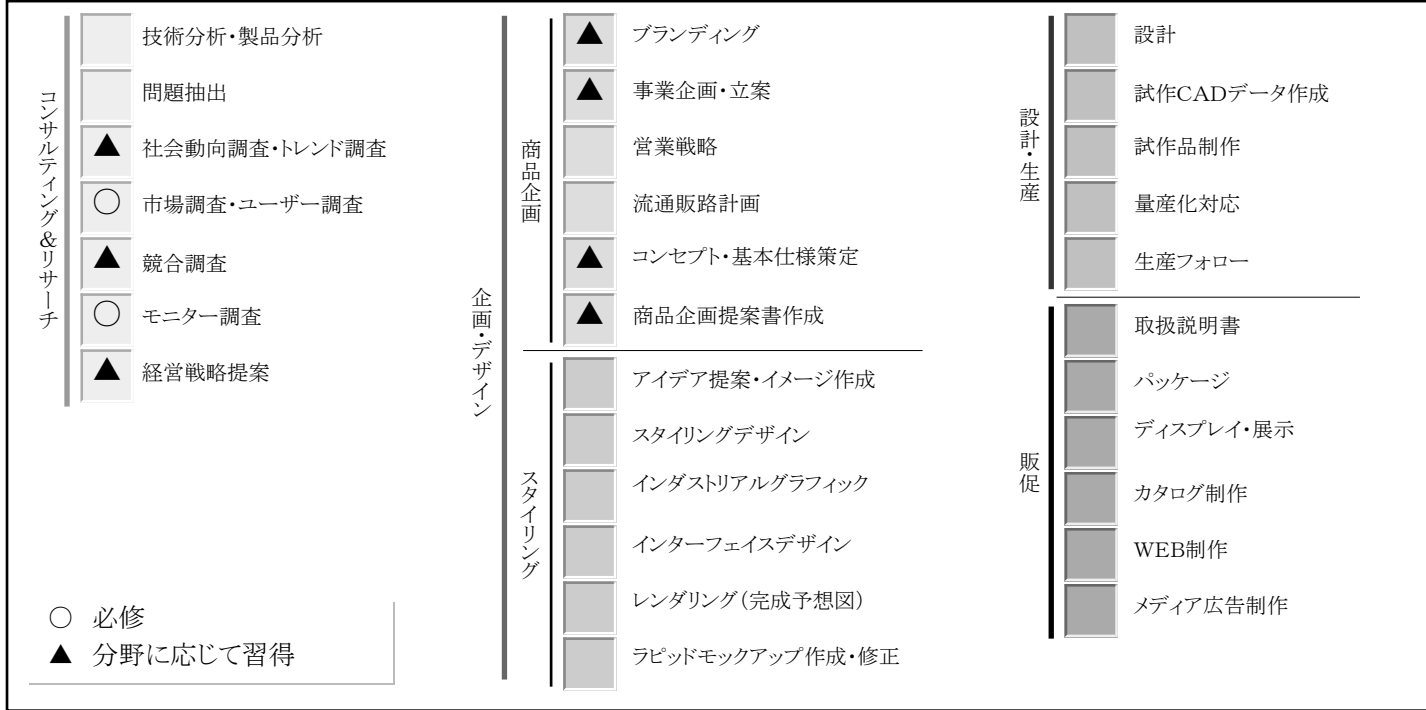 コンサルティング&リサーチ
技術分析・製品分析
問題抽出
▲ 社会動向調査・トレンド調査
○ 市場調査・ユーザー調査
▲ 競合調査
○ モニター調査
▲ 経営戦略提案
企画・デザイン
商品企画
▲ ブランディング
▲ 事業企画・立案
営業戦略
流通販路計画
▲ コンセプト・基本仕様策定
▲ 商品企画提案書作成
スタイリング
アイデア提案・イメージ作成
スタイリングデザイン
インダストリアルグラフィック
インターフェイスデザイン
レンダリング(完成予想図)
ラピッドモックアップ作成・修正
設計・生産
設計
試作CADデータ作成
試作品制作
量産化対応
生産フォロー
販促
取扱説明書
パッケージ
ディスプレイ・展示
カタログ制作
WEB制作
メディア広告制作
○ 必修
▲ 分野に応じて習得